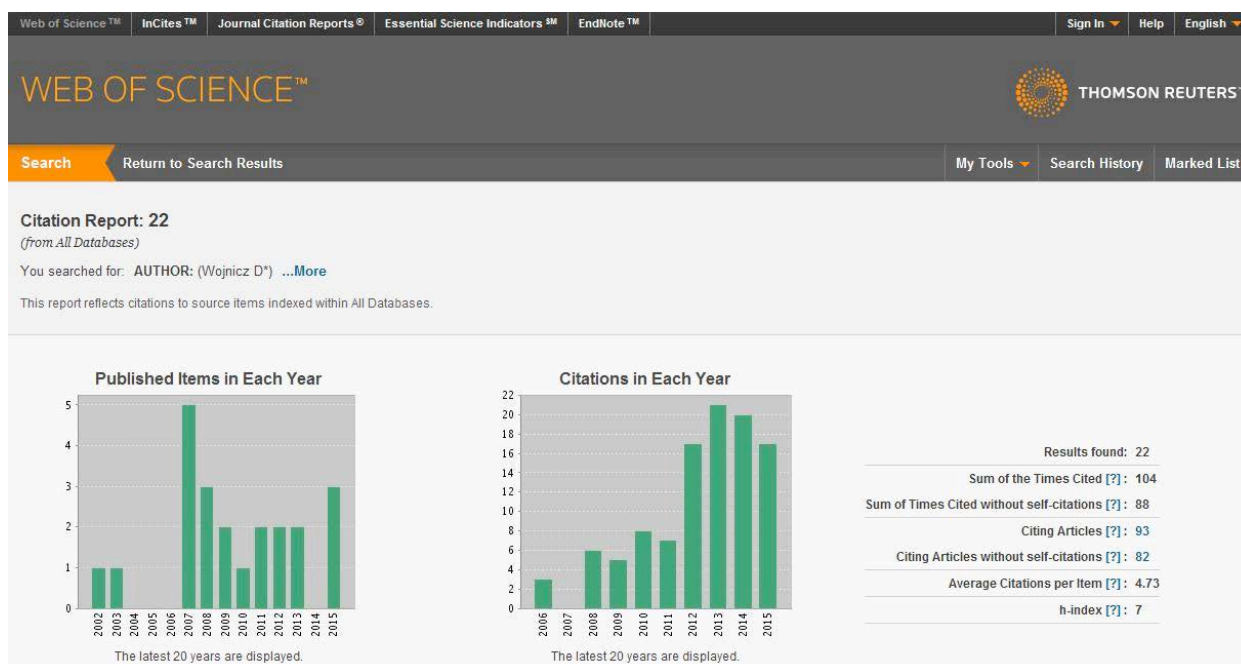 Web of Science™ InCites™ Journal Citation Reports® Essential Science Indicators℠ EndNote™ Sign In Help English
WEB OF SCIENCE™
THOMSON REUTERS™
Search Return to Search Results My Tools Search History Marked List
Citation Report: 22
(from All Databases)
You searched for: AUTHOR: (Wojnicz D*) ...More
This report reflects citations to source items indexed within All Databases.
Published Items in Each Year
5
4
3
2
1
0
2002 2003 2004 2005 2006 2007 2008 2009 2010 2011 2012 2013 2014 2015
The latest 20 years are displayed.
Citations in Each Year
22
20
18
16
14
12
10
8
6
4
2
0
2006 2007 2008 2009 2010 2011 2012 2013 2014 2015
The latest 20 years are displayed.
Results found: 22
Sum of the Times Cited [?] : 104
Sum of Times Cited without self-citations [?] : 88
Citing Articles [?] : 93
Citing Articles without self-citations [?] : 82
Average Citations per Item [?] : 4.73
h-index [?] : 7